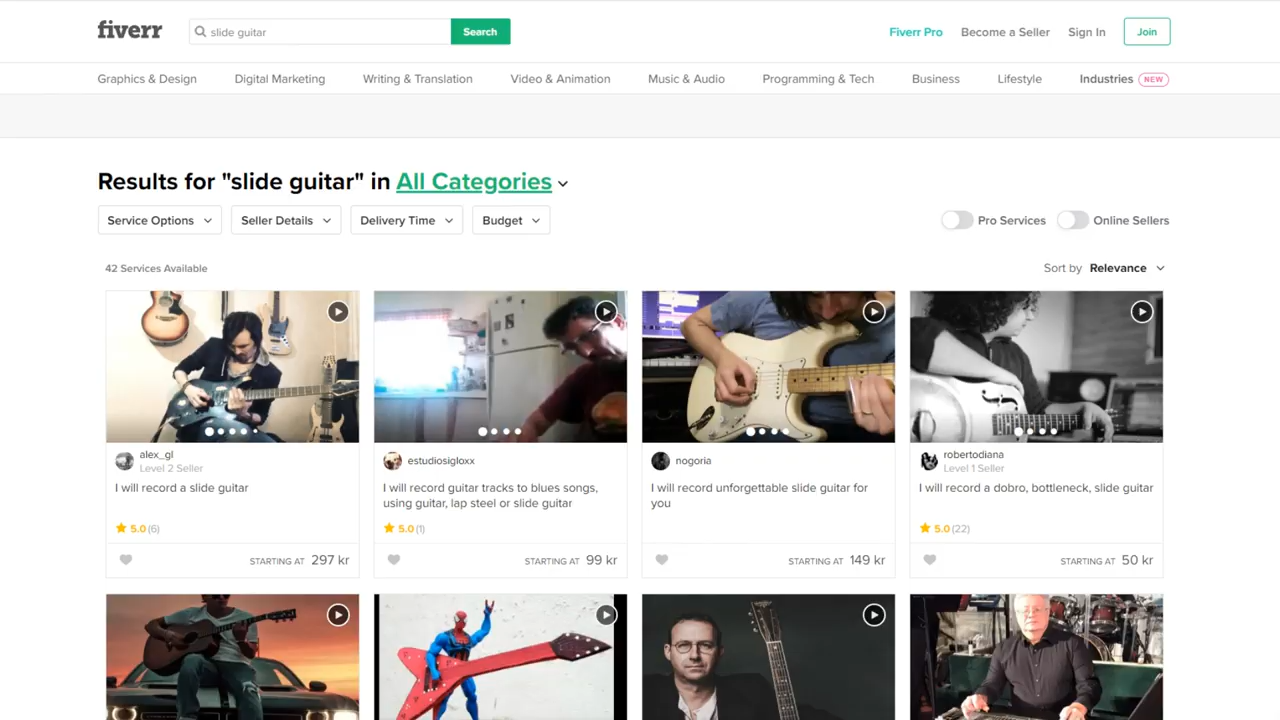 fiverr
slide guitar
Search
Fiverr Pro
Become a Seller
Sign In
Join
Graphics & Design
Digital Marketing
Writing & Translation
Video & Animation
Music & Audio
Programming & Tech
Business
Lifestyle
Industries NEW
Results for "slide guitar" in All Categories
Service Options
Seller Details
Delivery Time
Budget
Pro Services
Online Sellers
42 Services Available
Sort by Relevance
alex_gl
Level 2 Seller
I will record a slide guitar
5.0 (6)
STARTING AT 297 kr
estudiosigloxx
I will record guitar tracks to blues songs,
using guitar, lap steel or slide guitar
5.0 (1)
STARTING AT 99 kr
nogoria
I will record unforgettable slide guitar for
you
STARTING AT 149 kr
robertodiana
Level 1 Seller
I will record a dobro, bottleneck, slide guitar
5.0 (22)
STARTING AT 50 kr